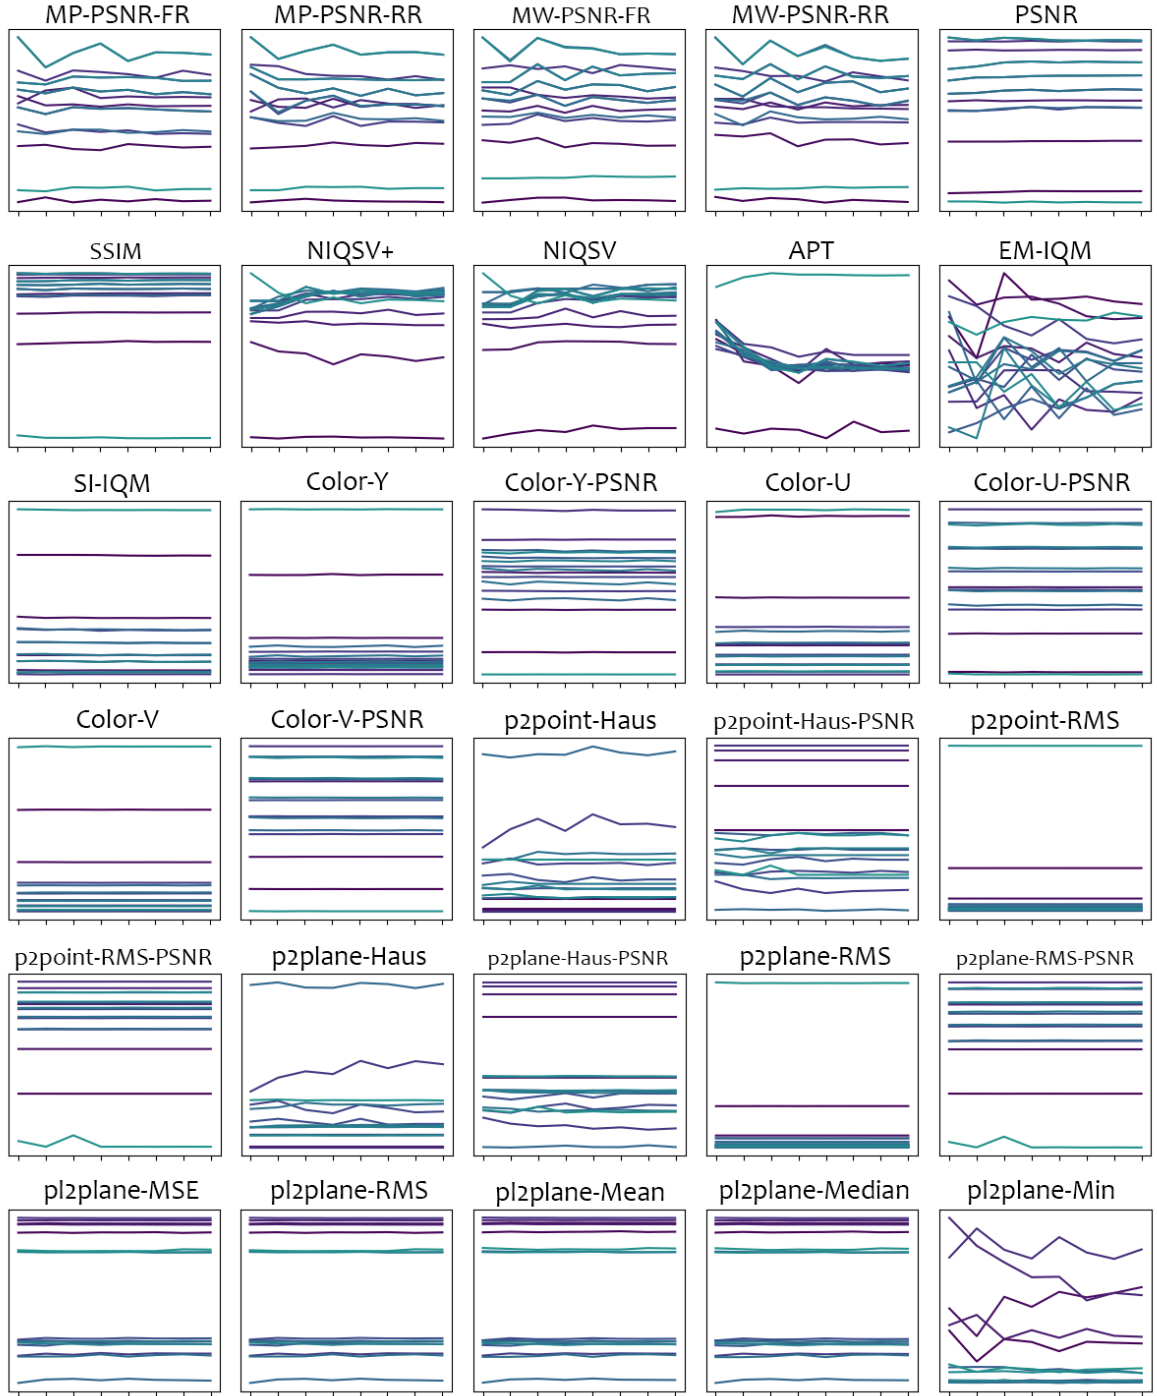 MP-PSNR-FR MP-PSNR-RR MW-PSNR-FR MW-PSNR-RR PSNR
SSIM NIQSV+ NIQSV APT EM-IQM
SI-IQM Color-Y Color-Y-PSNR Color-U Color-U-PSNR
Color-V Color-V-PSNR p2point-Haus p2point-Haus-PSNR p2point-RMS
p2point-RMS-PSNR p2plane-Haus p2plane-Haus-PSNR p2plane-RMS p2plane-RMS-PSNR
pl2plane-MSE pl2plane-RMS pl2plane-Mean pl2plane-Median pl2plane-Min